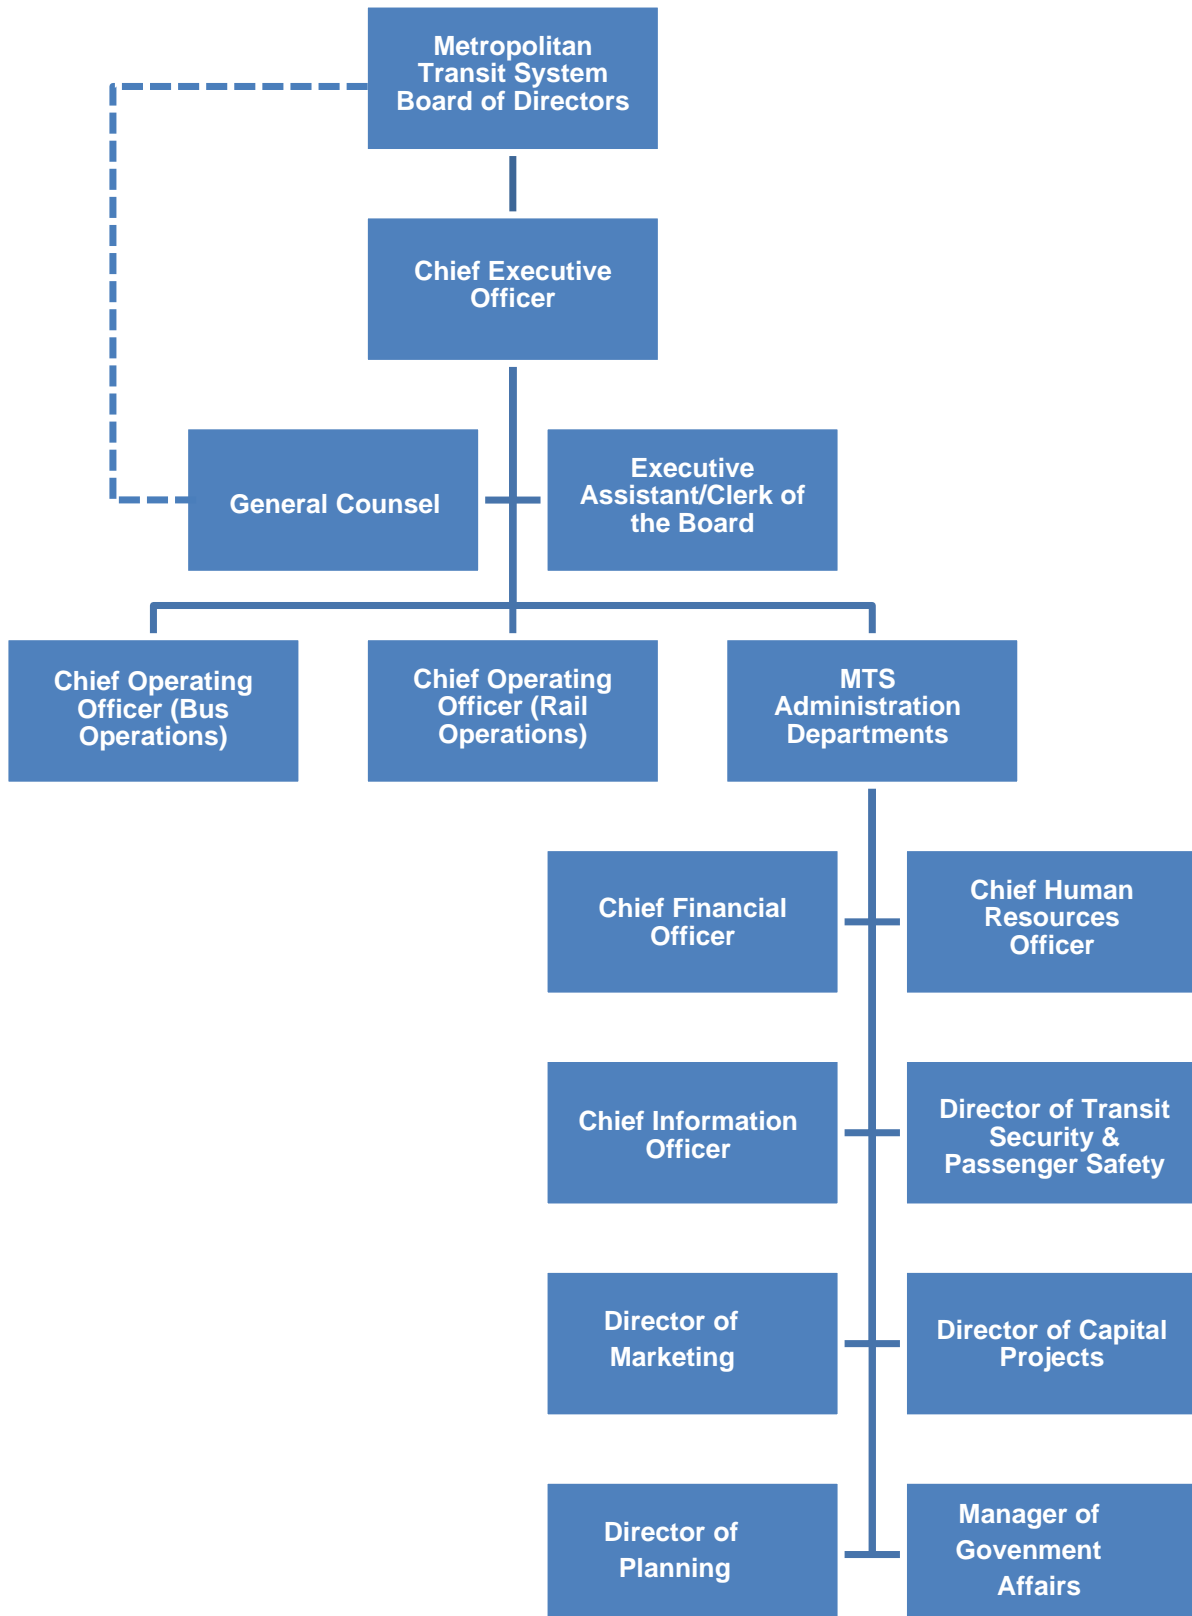 Metropolitan
Transit System
Board of Directors
Chief Executive
Officer
General Counsel
Executive
Assistant/Clerk of
the Board
Chief Operating
Officer (Bus
Operations)
Chief Operating
Officer (Rail
Operations)
MTS
Administration
Departments
Chief Financial
Officer
Chief Human
Resources
Officer
Chief Information
Officer
Director of Transit
Security &
Passenger Safety
Director of
Marketing
Director of Capital
Projects
Director of
Planning
Manager of
Govenment
Affairs